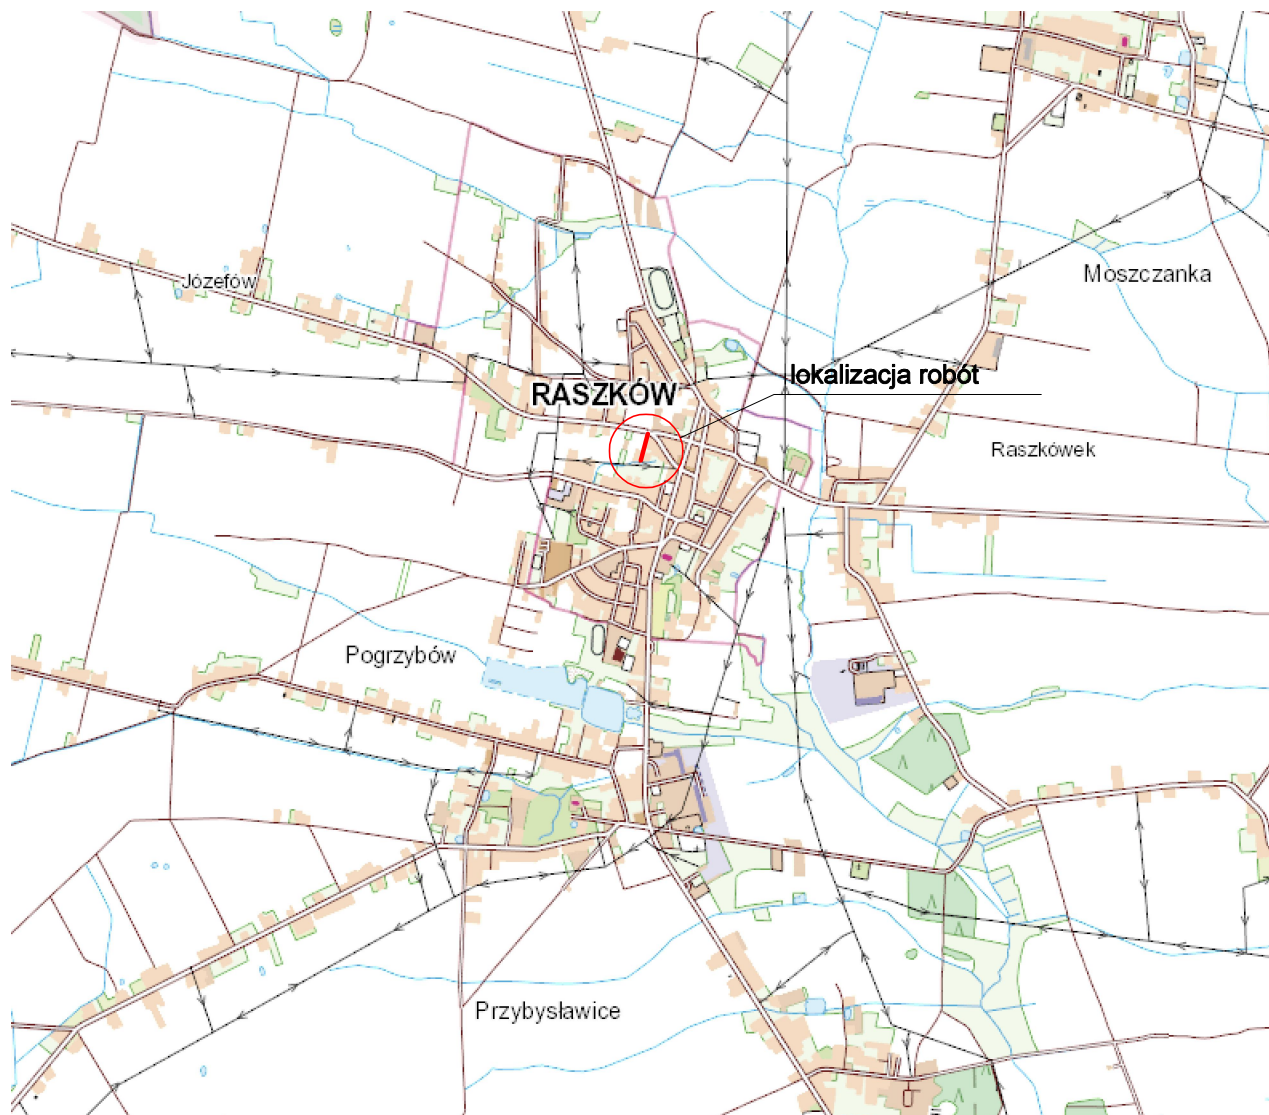 Józefów
Moszczanka
lokalizacja robót
RASZKÓW
Raszkówek
Pogrzybów
Przybysławice